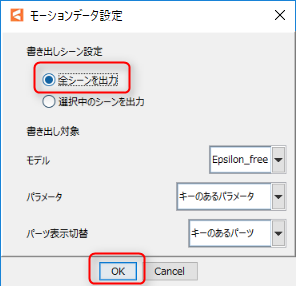 モーションデータ設定
書き出しシーン設定
全シーンを出力
選択中のシーンを出力
書き出し対象
モデル
Epsilon_free
パラメータ
キーのあるパラメータ
パーツ表示切替
キーのあるパーツ
OK
Cancel